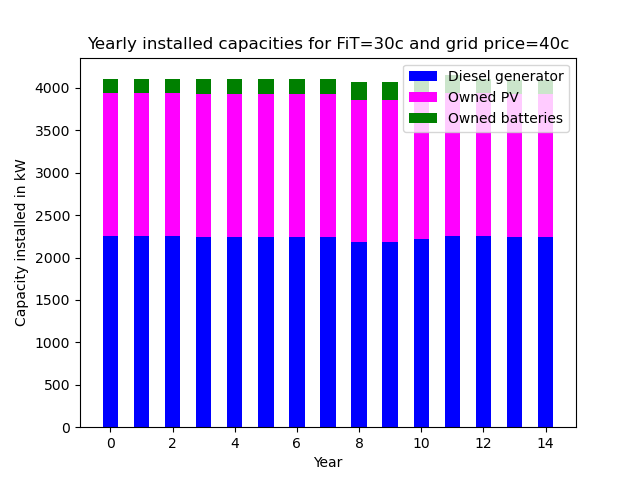 Yearly installed capacities for FiT=30c and grid price=40c
Diesel generator
Owned PV
Owned batteries
Capacity installed in kW
4000
3500
3000
2500
2000
1500
1000
500
0
0 2 4 6 8 10 12 14
Year